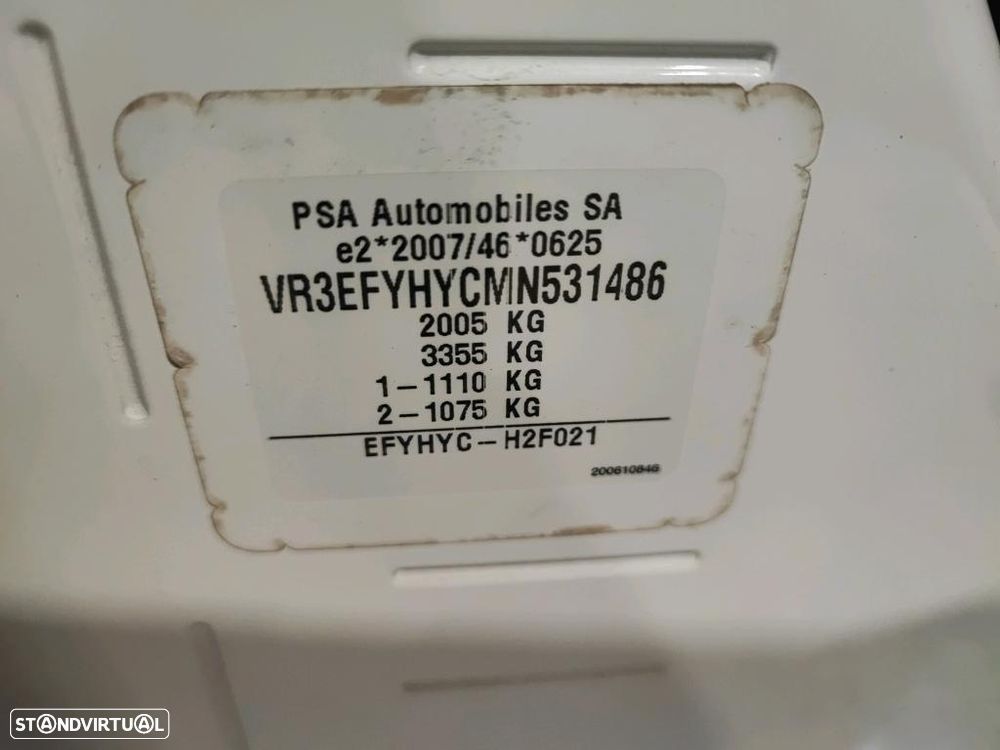 PSA Automobiles SA
e2*2007/46*0625
VR3EFYHYCMN531486
2005 KG
3355 KG
1-1110 KG
2-1075 KG
EFYHYC-H2F021
200610846
STANDVIRTUAL